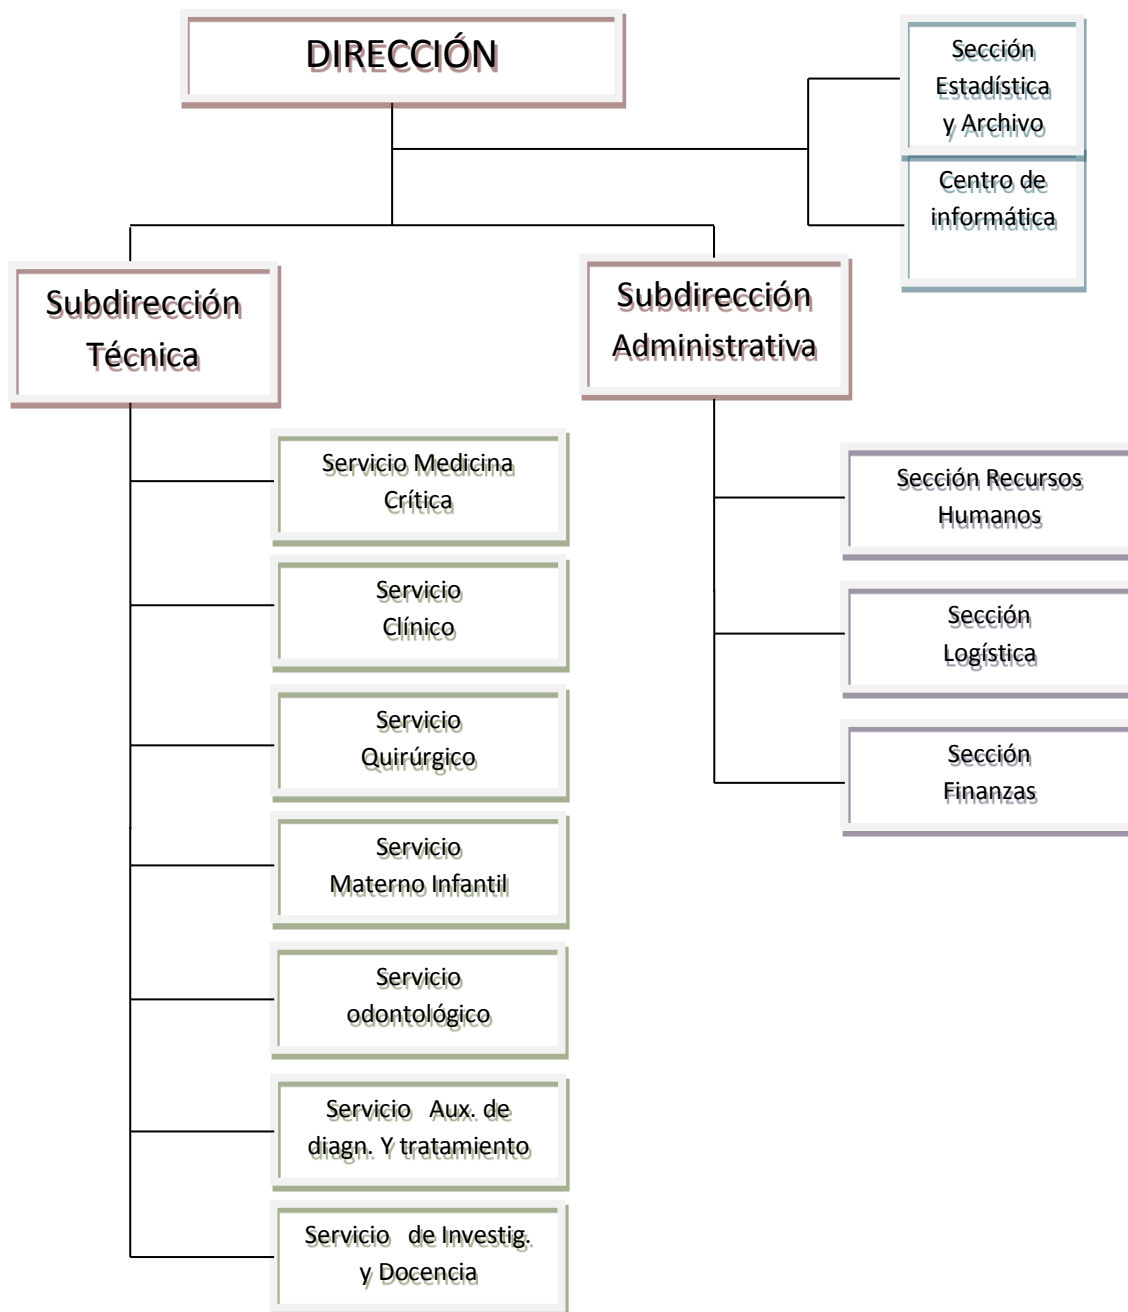 DIRECCIÓN
Sección
Estadística
y Archivo
Centro de
informática
Subdirección
Técnica
Subdirección
Administrativa
Servicio Medicina
Crítica
Servicio
Clínico
Servicio
Quirúrgico
Servicio
Materno Infantil
Servicio
odontológico
Servicio Aux. de
diagn. Y tratamiento
Servicio de Investig.
y Docencia
Sección Recursos
Humanos
Sección
Logística
Sección
Finanzas